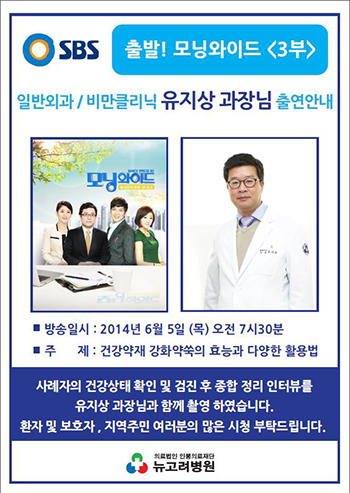 SBS
출발! 모닝와이드 <3부>
일반외과 / 비만클리닉 유지상 과장님 출연안내
모닝와이드
■ 방송일시 : 2014년 6월 5일 (목) 오전 7시30분
■ 주 제 : 건강약재 강화약쑥의 효능과 다양한 활용법
사례자의 건강상태 확인 및 검진 후 종합 정리 인터뷰를
유지상 과장님과 함께 촬영 하였습니다.
환자 및 보호자 , 지역주민 여러분의 많은 시청 부탁드립니다.
의료법인 인봉의료재단
뉴고려병원